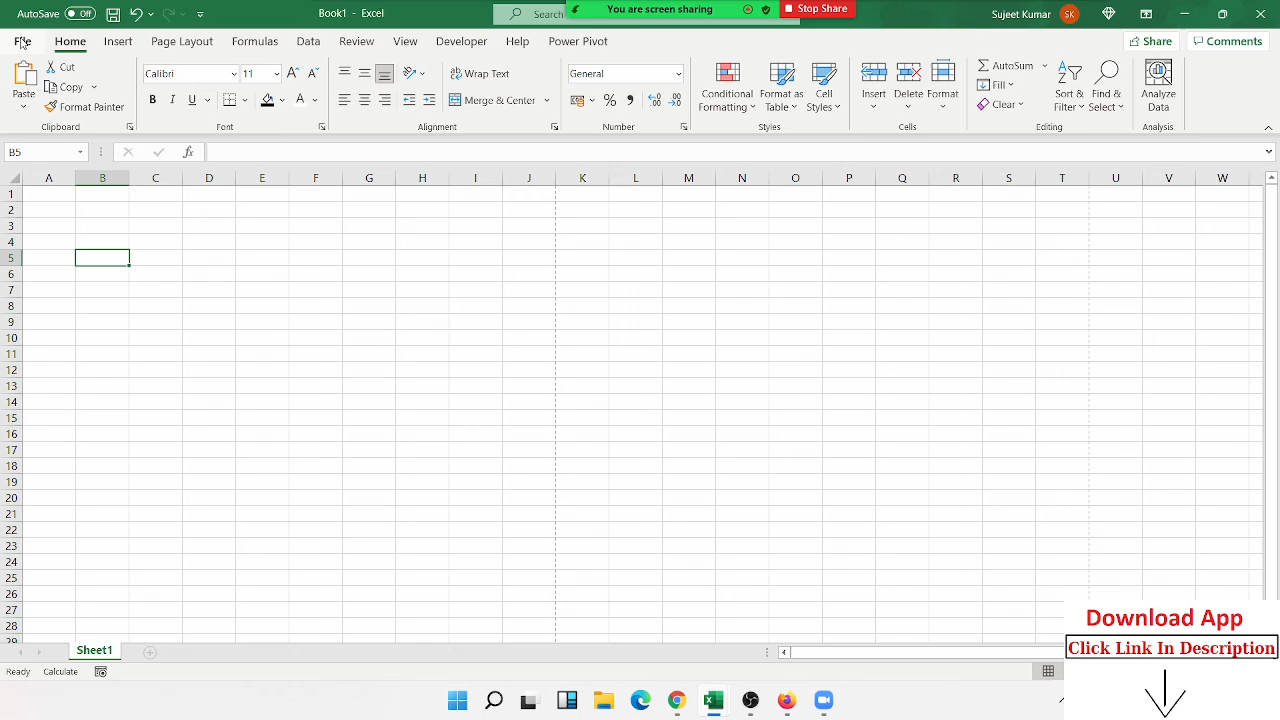 AutoSave Off Book1 - Excel Search You are screen sharing Stop Share Sujeet Kumar SK
File Home Insert Page Layout Formulas Data Review View Developer Help Power Pivot Share Comments
Paste Cut Copy Format Painter Clipboard
Calibri 11 B I U A Font
ab Wrap Text Merge & Center Alignment
General % Number
Conditional Formatting Format as Table Cell Styles Styles
Insert Delete Format Cells
AutoSum Fill Clear Sort & Filter Find & Select Editing
Analyze Data Analysis
B5 fx
A B C D E F G H I J K L M N O P Q R S T U V W
1
2
3
4
5
6
7
8
9
10
11
12
13
14
15
16
17
18
19
20
21
22
23
24
25
26
27
28
29
Sheet1
Ready Calculate
Download App
Click Link In Description